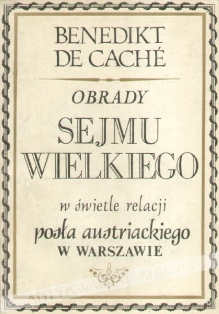 BENEDIKT
DE CACHÉ
OBRADY
SEJMU
WIELKIEGO
w świetle relacji
posła austriackiego
W WARSZAWIE